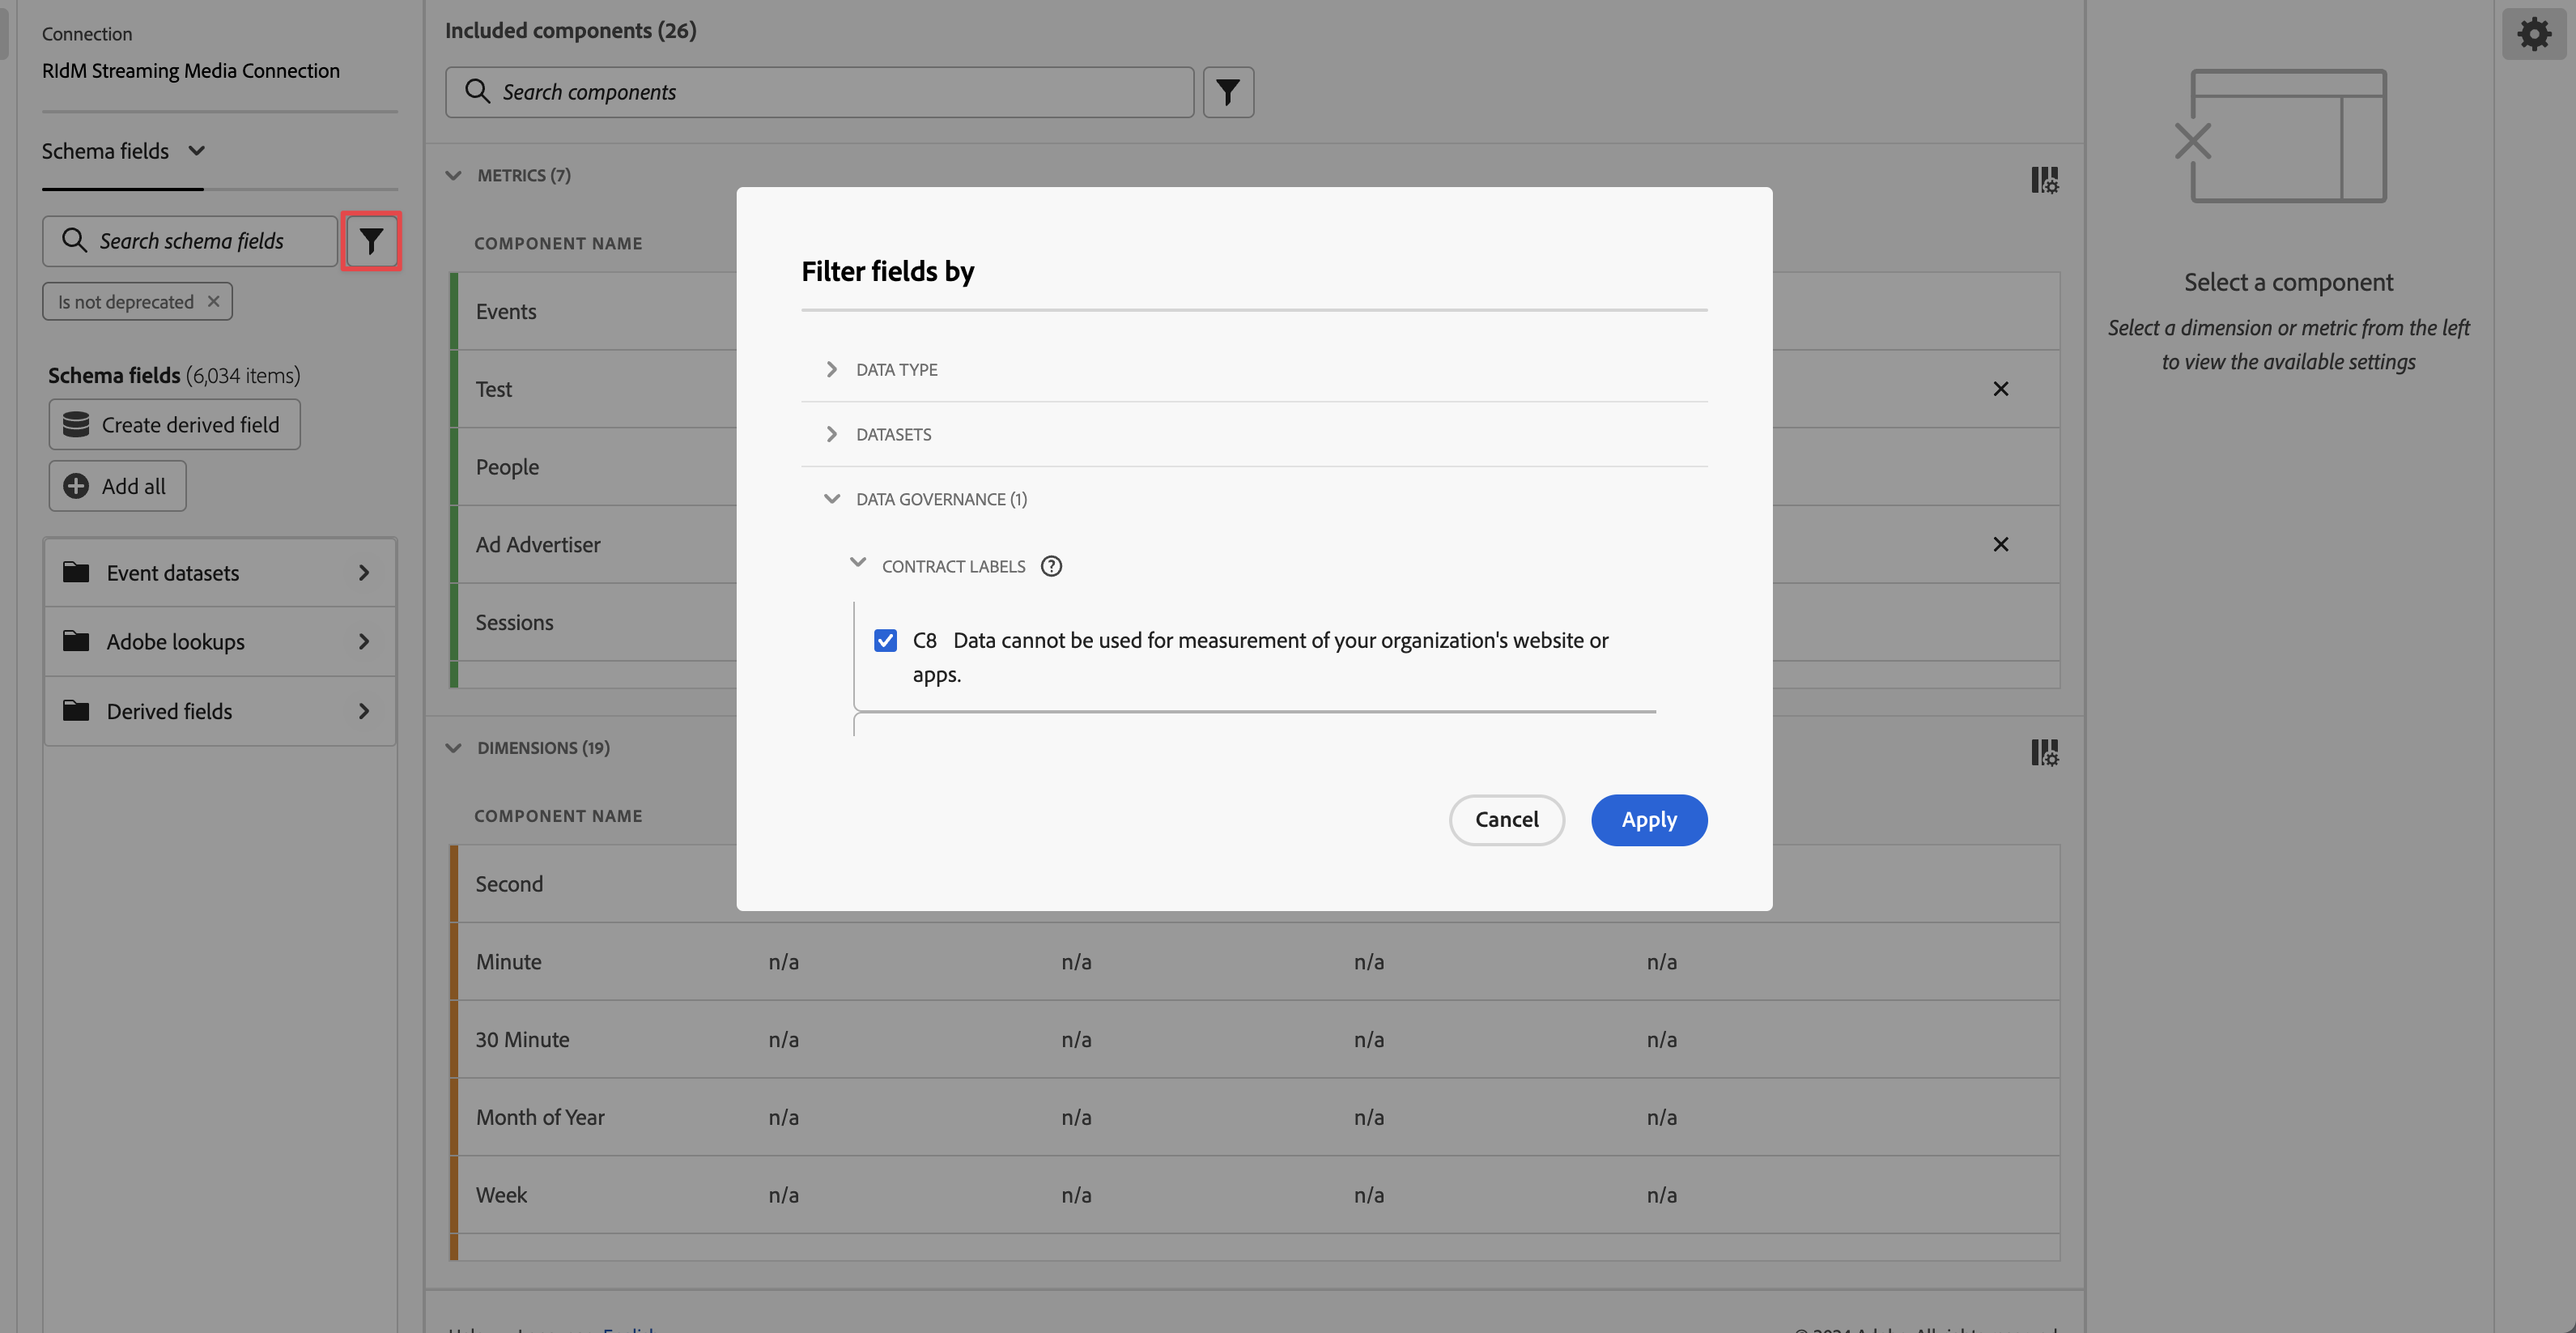 Connection
RIdM Streaming Media Connection
Schema fields
Search schema fields
Is not deprecated
Schema fields (6,034 items)
Create derived field
Add all
Event datasets
Adobe lookups
Derived fields
Included components (26)
Search components
METRICS (7)
COMPONENT NAME
Events
Test
People
Ad Advertiser
Sessions
DIMENSIONS (19)
COMPONENT NAME
Second
Minute n/a n/a n/a n/a
30 Minute n/a n/a n/a n/a
Month of Year n/a n/a n/a n/a
Week n/a n/a n/a n/a
Filter fields by
DATA TYPE
DATASETS
DATA GOVERNANCE (1)
CONTRACT LABELS
C8 Data cannot be used for measurement of your organization's website or
apps.
Cancel
Apply
Select a component
Select a dimension or metric from the left
to view the available settings